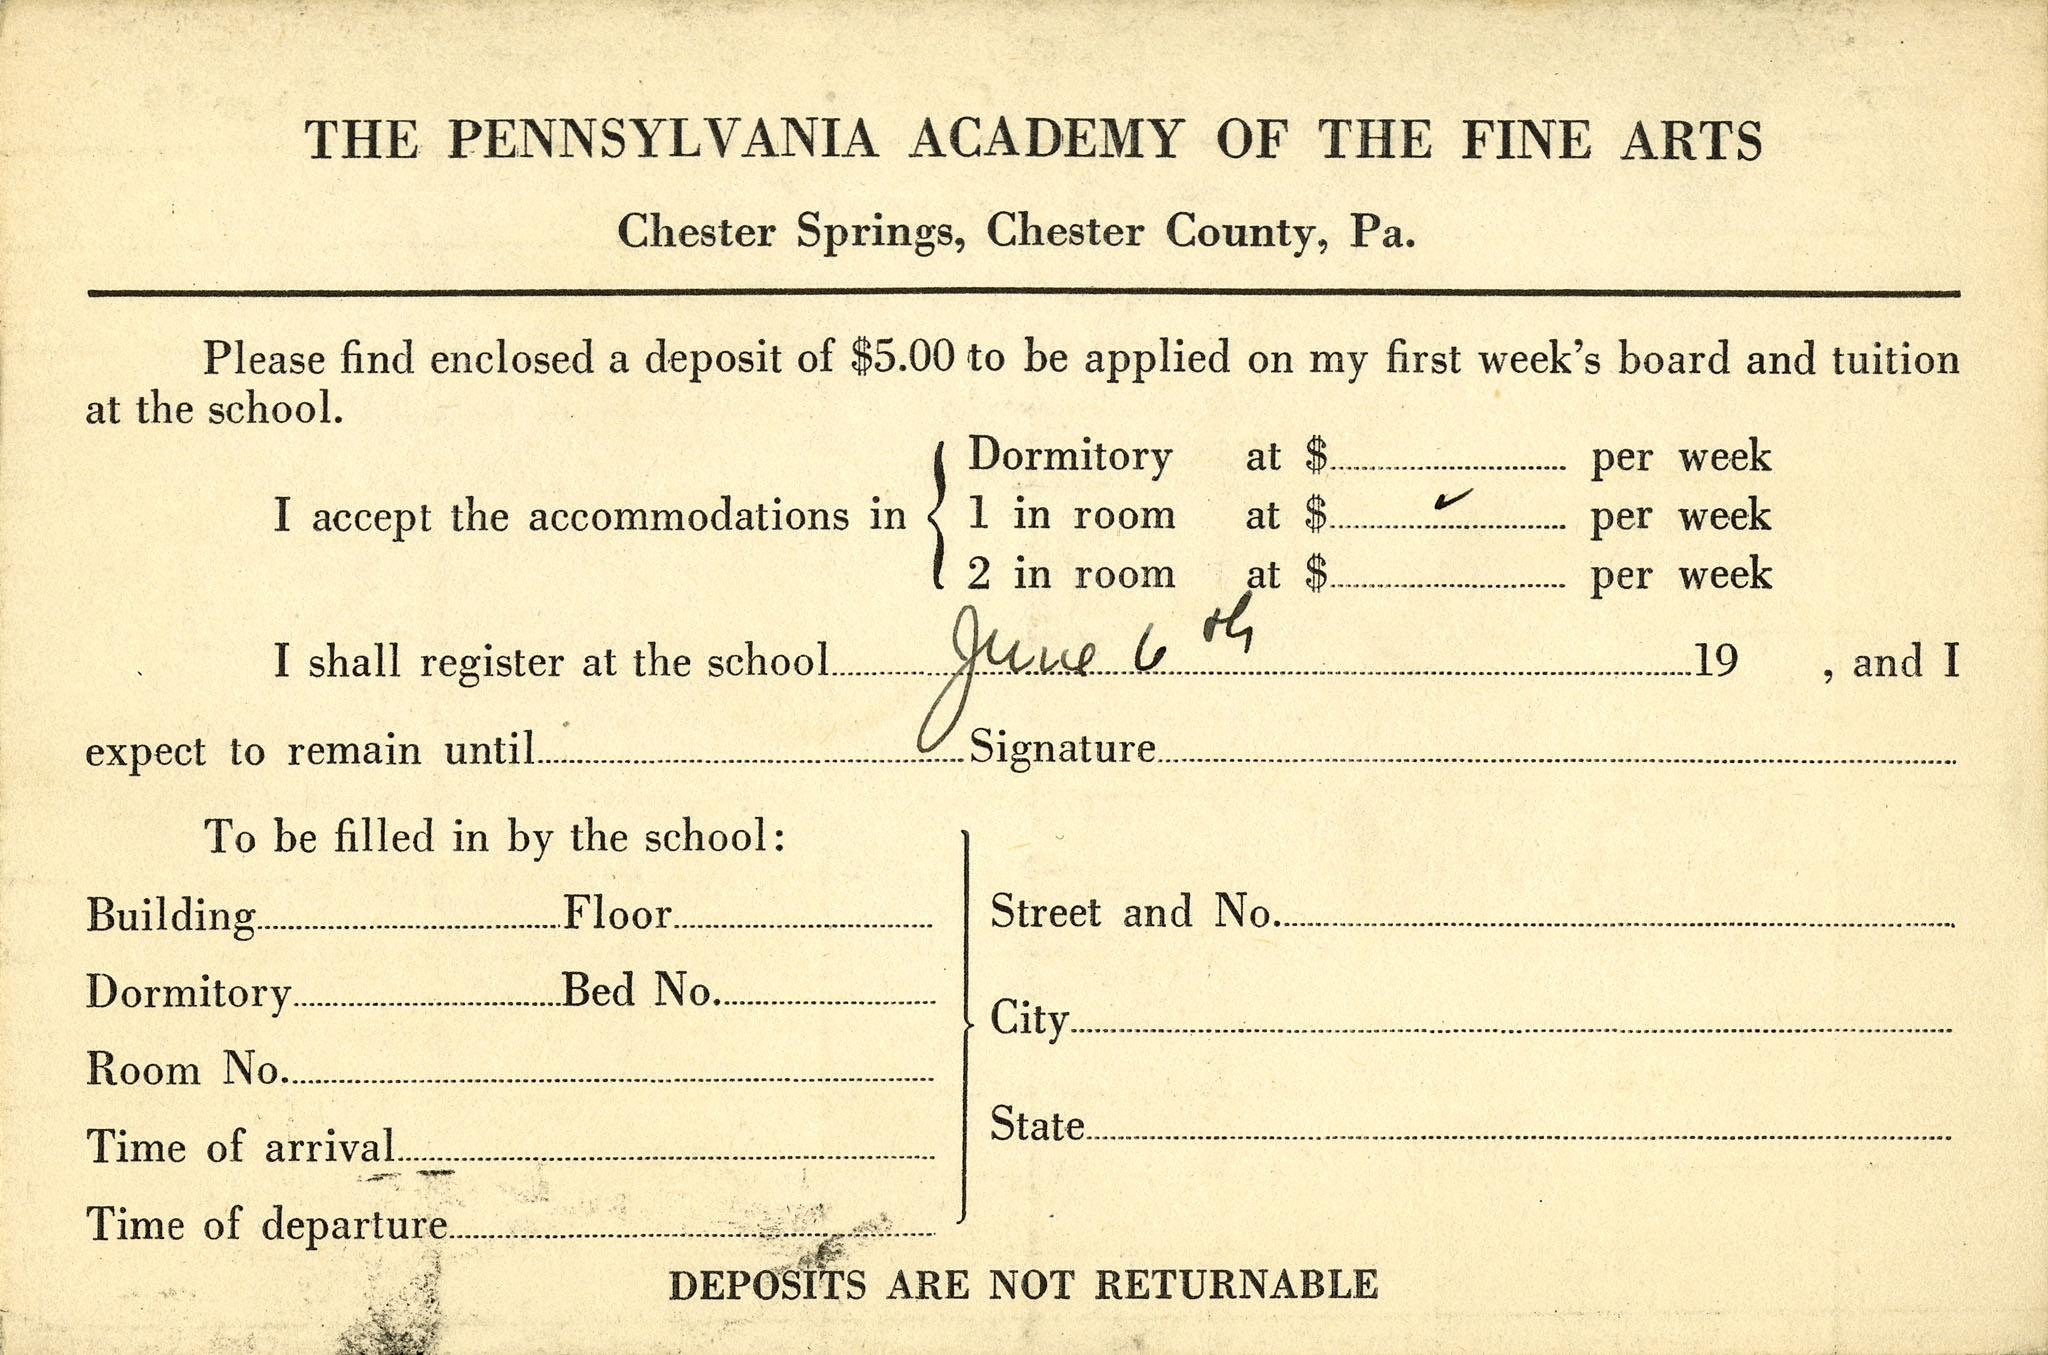 THE PENNSYLVANIA ACADEMY OF THE FINE ARTS
Chester Springs, Chester County, Pa.
Please find enclosed a deposit of $5.00 to be applied on my first week's board and tuition
at the school.
I accept the accommodations in
Dormitory at $ per week
1 in room at $ ✓ per week
2 in room at $ per week
I shall register at the school June 6th 19 , and I
expect to remain until Signature
To be filled in by the school:
Building Floor
Dormitory Bed No.
Room No.
Time of arrival
Time of departure
Street and No.
City
State
DEPOSITS ARE NOT RETURNABLE